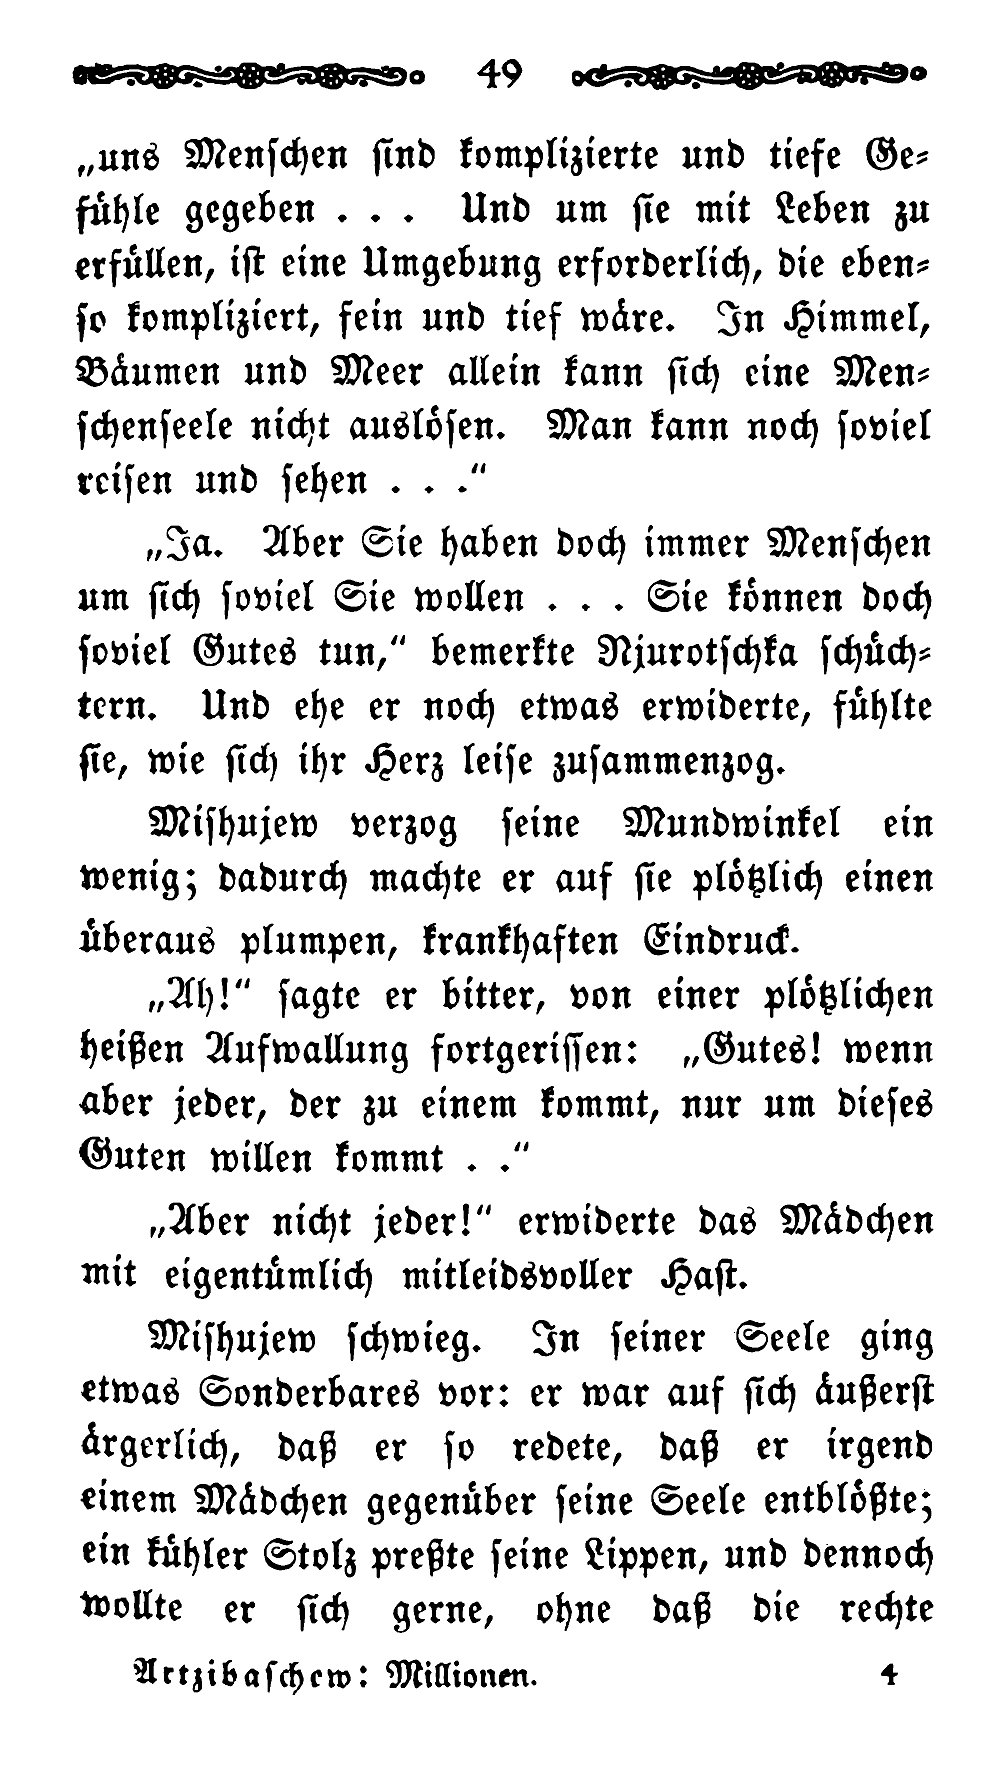 49
„uns Menschen sind komplizierte und tiefe Ge-
fühle gegeben . . . Und um sie mit Leben zu
erfüllen, ist eine Umgebung erforderlich, die eben-
so kompliziert, fein und tief wäre. In Himmel,
Bäumen und Meer allein kann sich eine Men-
schenseele nicht auslösen. Man kann noch soviel
reisen und sehen . . .“
„Ja. Aber Sie haben doch immer Menschen
um sich soviel Sie wollen . . . Sie können doch
soviel Gutes tun,“ bemerkte Njurotschka schüch-
tern. Und ehe er noch etwas erwiderte, fühlte
sie, wie sich ihr Herz leise zusammenzog.
Mishujew verzog seine Mundwinkel ein
wenig; dadurch machte er auf sie plötzlich einen
überaus plumpen, krankhaften Eindruck.
„Ah!“ sagte er bitter, von einer plötzlichen
heißen Aufwallung fortgerissen: „Gutes! wenn
aber jeder, der zu einem kommt, nur um dieses
Guten willen kommt . .“
„Aber nicht jeder!“ erwiderte das Mädchen
mit eigentümlich mitleidsvoller Hast.
Mishujew schwieg. In seiner Seele ging
etwas Sonderbares vor: er war auf sich äußerst
ärgerlich, daß er so redete, daß er irgend
einem Mädchen gegenüber seine Seele entblößte;
ein kühler Stolz preßte seine Lippen, und dennoch
wollte er sich gerne, ohne daß die rechte
Artzibaschew: Millionen. 4